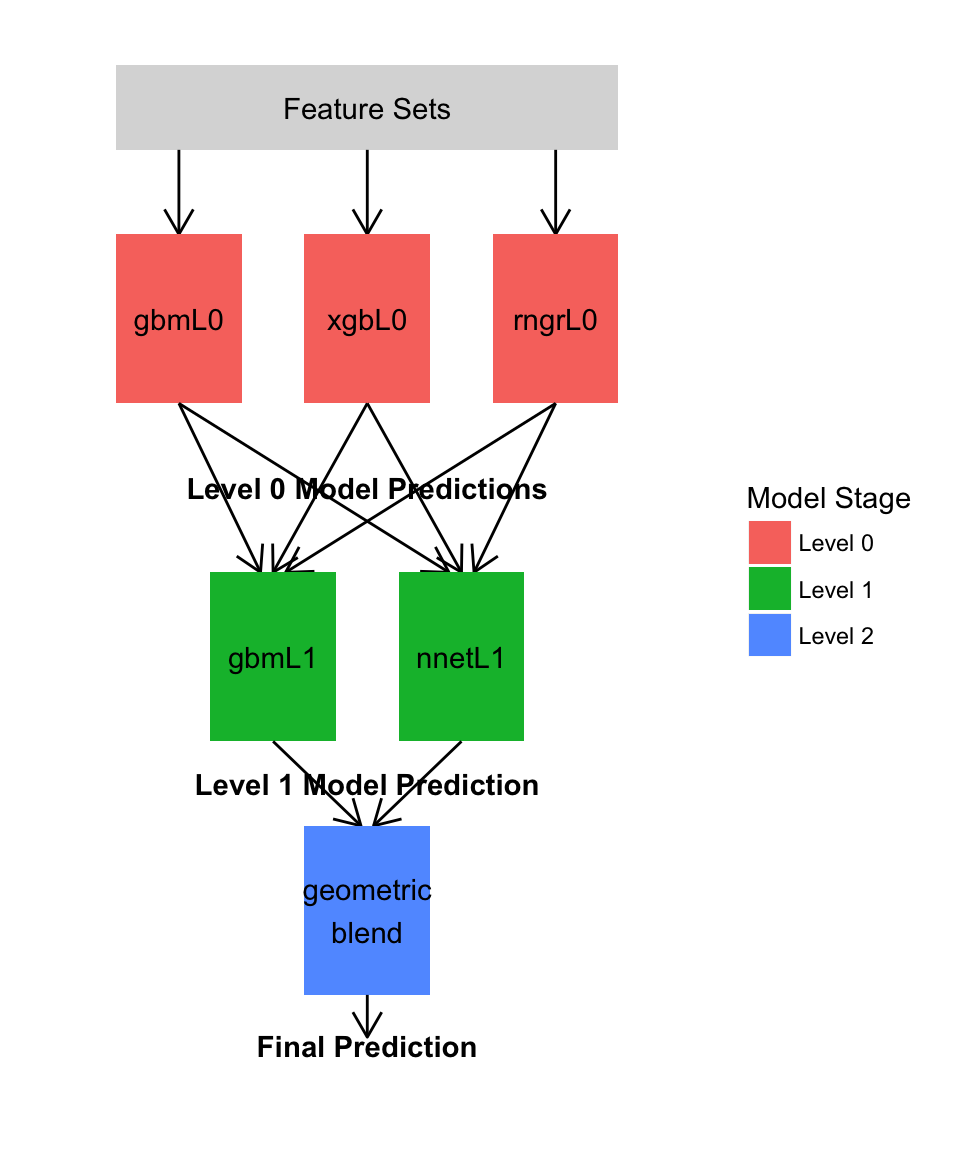 Feature Sets
gbmL0
xgbL0
rngrL0
Level 0 Model Predictions
Model Stage
Level 0
Level 1
Level 2
gbmL1
nnetL1
Level 1 Model Prediction
geometric
blend
Final Prediction